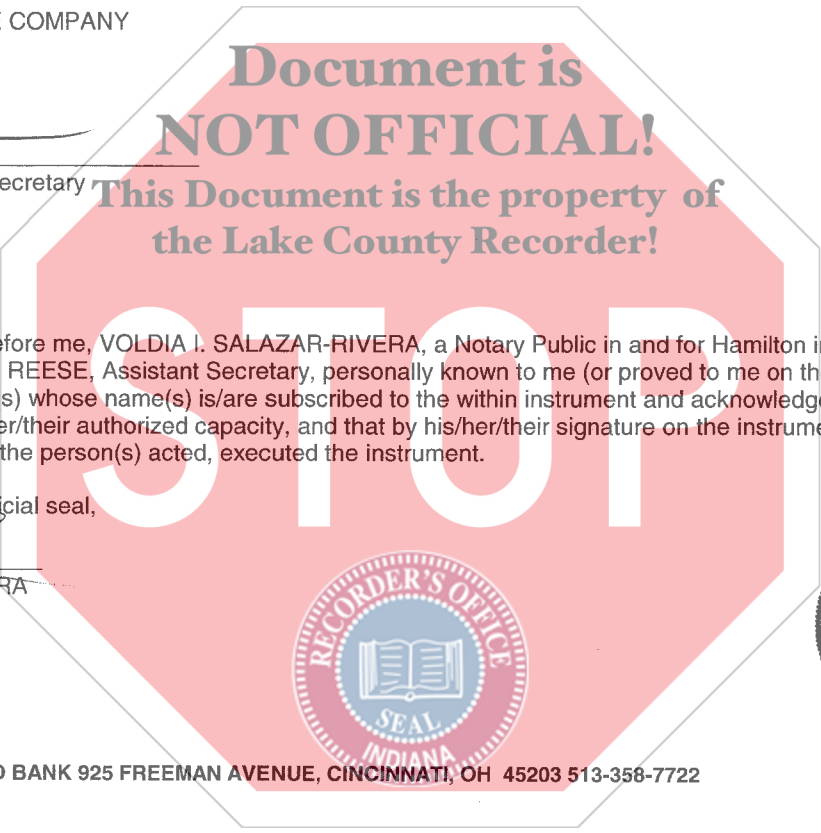 COMPANY
Document is
NOT OFFICIAL!
ecretary
This Document is the property of
the Lake County Recorder!
STOP
efore me, VOLDIA I. SALAZAR-RIVERA, a Notary Public in and for Hamilton in
REESE, Assistant Secretary, personally known to me (or proved to me on th
s) whose name(s) is/are subscribed to the within instrument and acknowledg
er/their authorized capacity, and that by his/her/their signature on the instrume
the person(s) acted, executed the instrument.
icial seal,
RA
RECORDER'S OFFICE
SEAL
INDIANA
BANK 925 FREEMAN AVENUE, CINCINNATI, OH 45203 513-358-7722